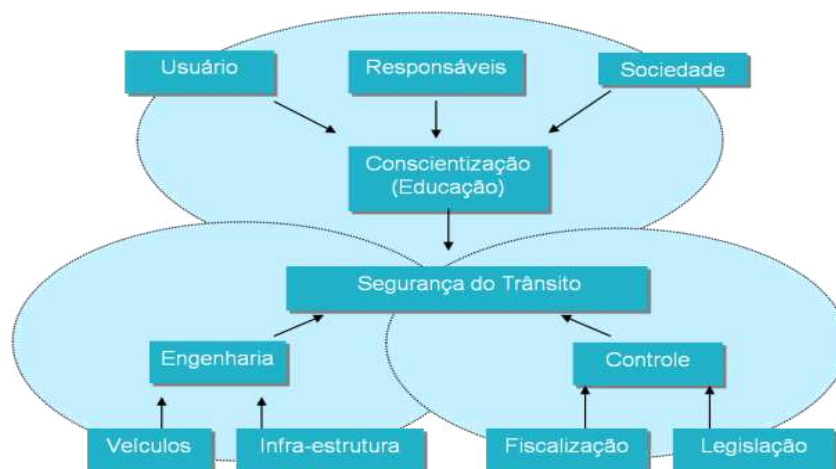 Usuário
Responsáveis
Sociedade
Conscientização
(Educação)
Segurança do Trânsito
Engenharia
Controle
Veículos
Infra-estrutura
Fiscalização
Legislação